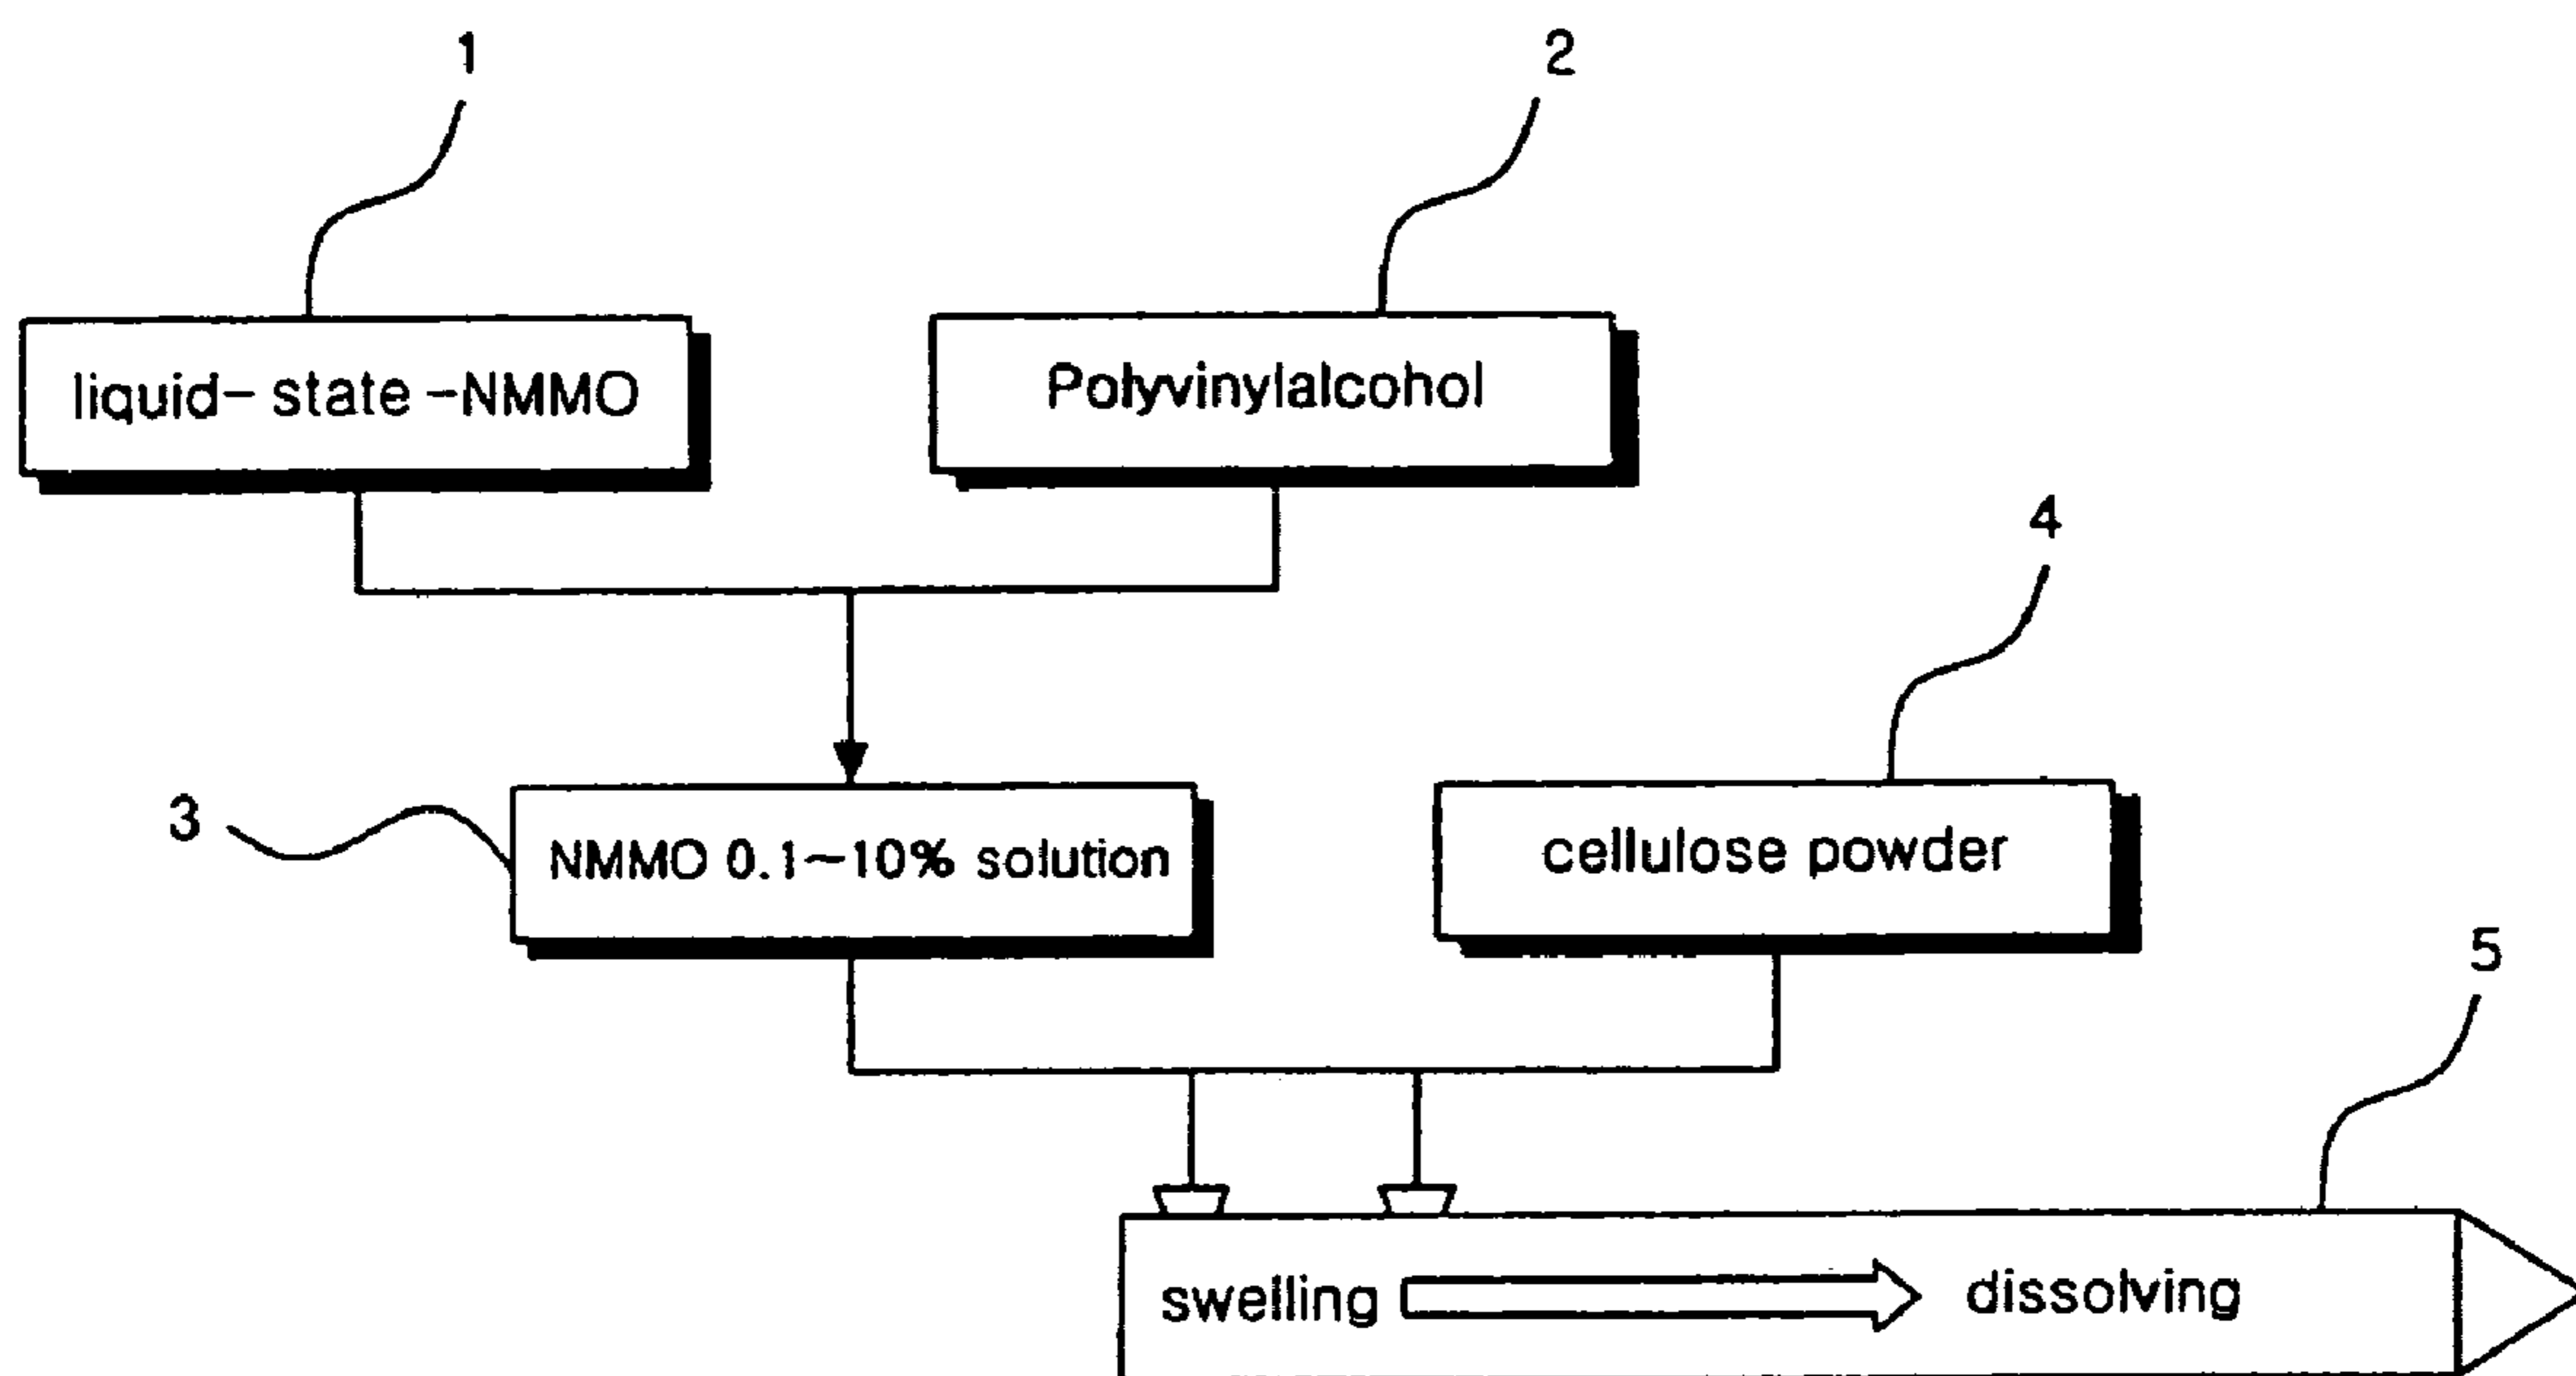 1
2
liquid- state -NMMO
Polyvinylalcohol
4
3
NMMO 0.1~10% solution
cellulose powder
5
swelling
dissolving